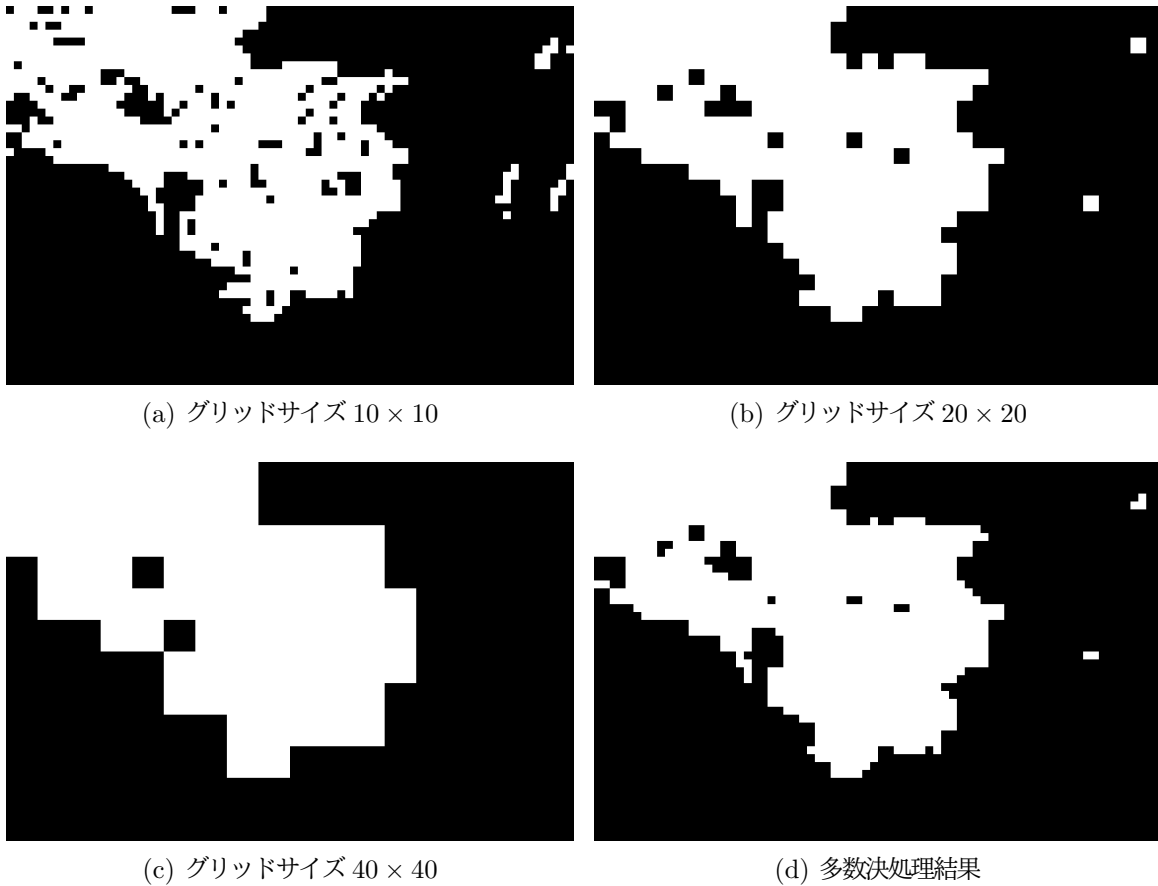 (a) グリッドサイズ 10 × 10
(b) グリッドサイズ 20 × 20
(c) グリッドサイズ 40 × 40
(d) 多数決処理結果